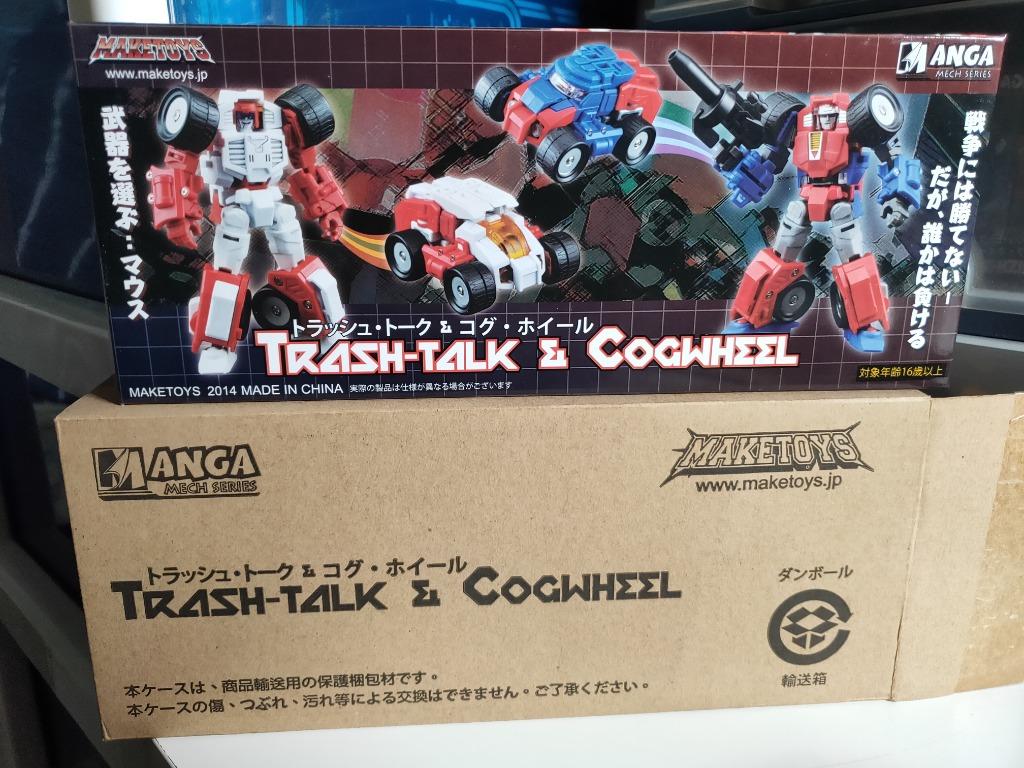 MAKETOYS
www.maketoys.jp
MANGA
MECH SERIES
武器を選ぶ：マウス
戦争には勝てない！
だが、誰かは負ける
トラッシュ・トーク & コグ・ホイール
TRASH-TALK & COGWHEEL
MAKETOYS 2014 MADE IN CHINA 実際の製品は仕様が異なる場合がございます
対象年齢16歳以上
MANGA
MECH SERIES
MAKETOYS
www.maketoys.jp
トラッシュ・トーク & コグ・ホイール
TRASH-TALK & COGWHEEL
ダンボール
輸送箱
本ケースは、商品輸送用の保護梱包材です。
本ケースの傷、つぶれ、汚れ等による交換はできません。ご了承ください。